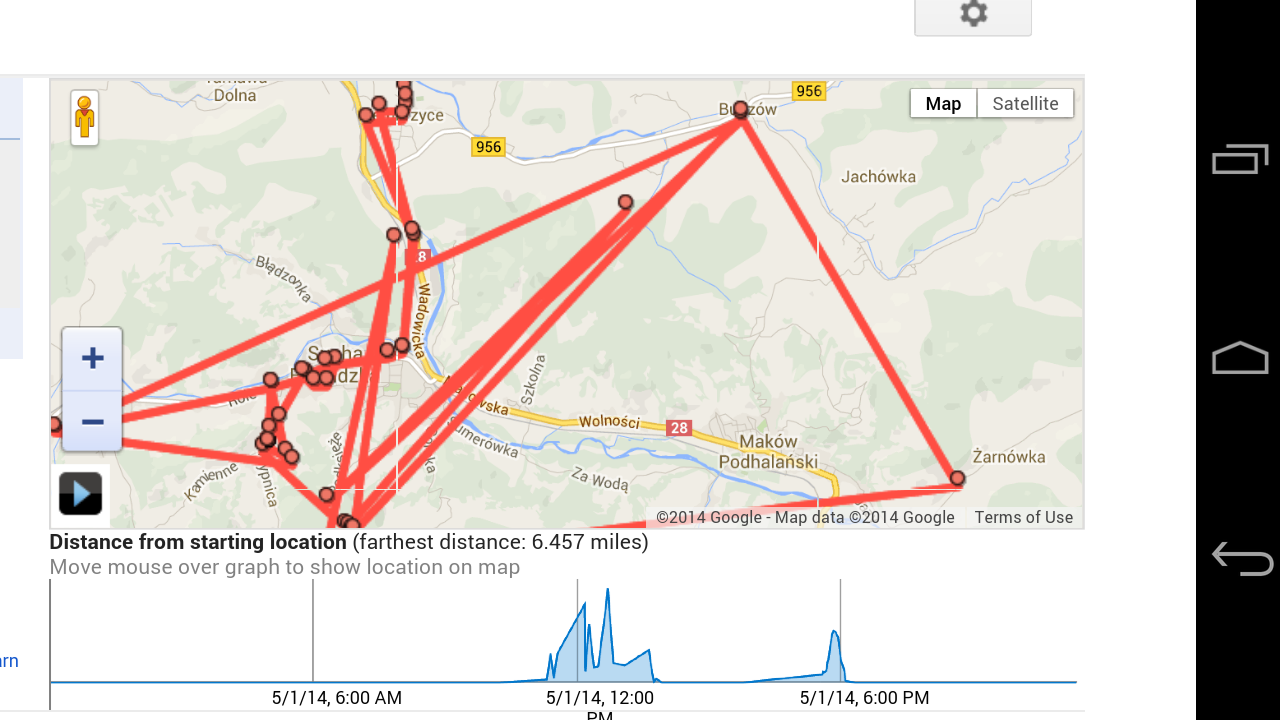 Dolna
956
956
Map
Satellite
Jachówka
Błądzonka
28
Wadowicka
Szkolna
Wolności
28
Maków
Podhalański
Żarnówka
Za Wodą
Kamienne
+
−
©2014 Google - Map data ©2014 Google
Terms of Use
Distance from starting location (farthest distance: 6.457 miles)
Move mouse over graph to show location on map
arn
5/1/14, 6:00 AM
5/1/14, 12:00
PM
5/1/14, 6:00 PM